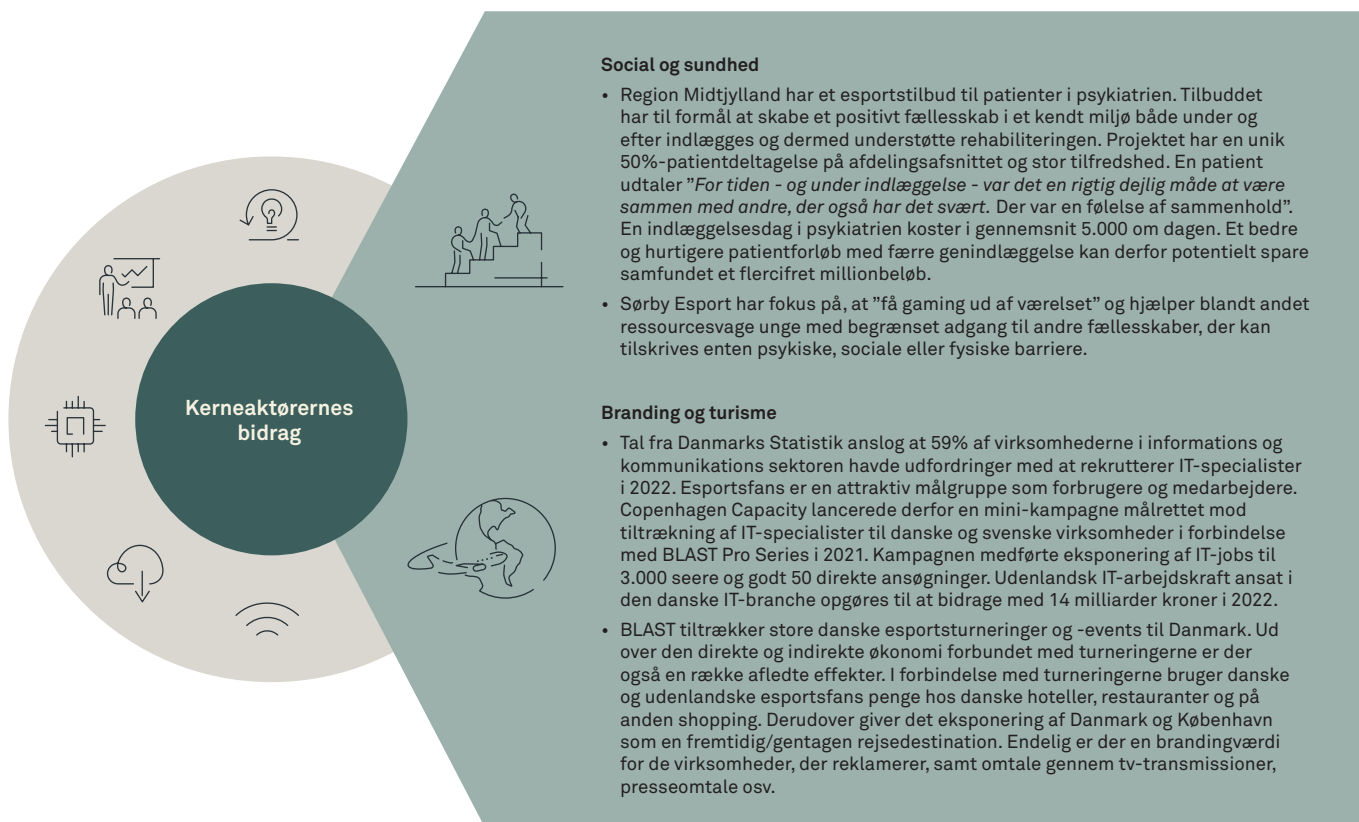 Kerneaktørernes
bidrag
Social og sundhed
• Region Midtjylland har et esportstilbud til patienter i psykiatrien. Tilbuddet
har til formål at skabe et positivt fællesskab i et kendt miljø både under og
efter indlægges og dermed understøtte rehabiliteringen. Projektet har en unik
50%-patientdeltagelse på afdelingsafsnittet og stor tilfredshed. En patient
udtaler ”For tiden - og under indlæggelse - var det en rigtig dejlig måde at være
sammen med andre, der også har det svært. Der var en følelse af sammenhold”.
En indlæggelsesdag i psykiatrien koster i gennemsnit 5.000 om dagen. Et bedre
og hurtigere patientforløb med færre genindlæggelse kan derfor potentielt spare
samfundet et flercifret millionbeløb.
• Sørby Esport har fokus på, at ”få gaming ud af værelset” og hjælper blandt andet
ressourcesvage unge med begrænset adgang til andre fællesskaber, der kan
tilskrives enten psykiske, sociale eller fysiske barriere.
Branding og turisme
• Tal fra Danmarks Statistik anslog at 59% af virksomhederne i informations og
kommunikations sektoren havde udfordringer med at rekrutterer IT-specialister
i 2022. Esportsfans er en attraktiv målgruppe som forbrugere og medarbejdere.
Copenhagen Capacity lancerede derfor en mini-kampagne målrettet mod
tiltrækning af IT-specialister til danske og svenske virksomheder i forbindelse
med BLAST Pro Series i 2021. Kampagnen medførte eksponering af IT-jobs til
3.000 seere og godt 50 direkte ansøgninger. Udenlandsk IT-arbejdskraft ansat i
den danske IT-branche opgøres til at bidrage med 14 milliarder kroner i 2022.
• BLAST tiltrækker store danske esportsturneringer og -events til Danmark. Ud
over den direkte og indirekte økonomi forbundet med turneringerne er der
også en række afledte effekter. I forbindelse med turneringerne bruger danske
og udenlandske esportsfans penge hos danske hoteller, restauranter og på
anden shopping. Derudover giver det eksponering af Danmark og København
som en fremtidig/gentagen rejsedestination. Endelig er der en brandingværdi
for de virksomheder, der reklamerer, samt omtale gennem tv-transmissioner,
presseomtale osv.